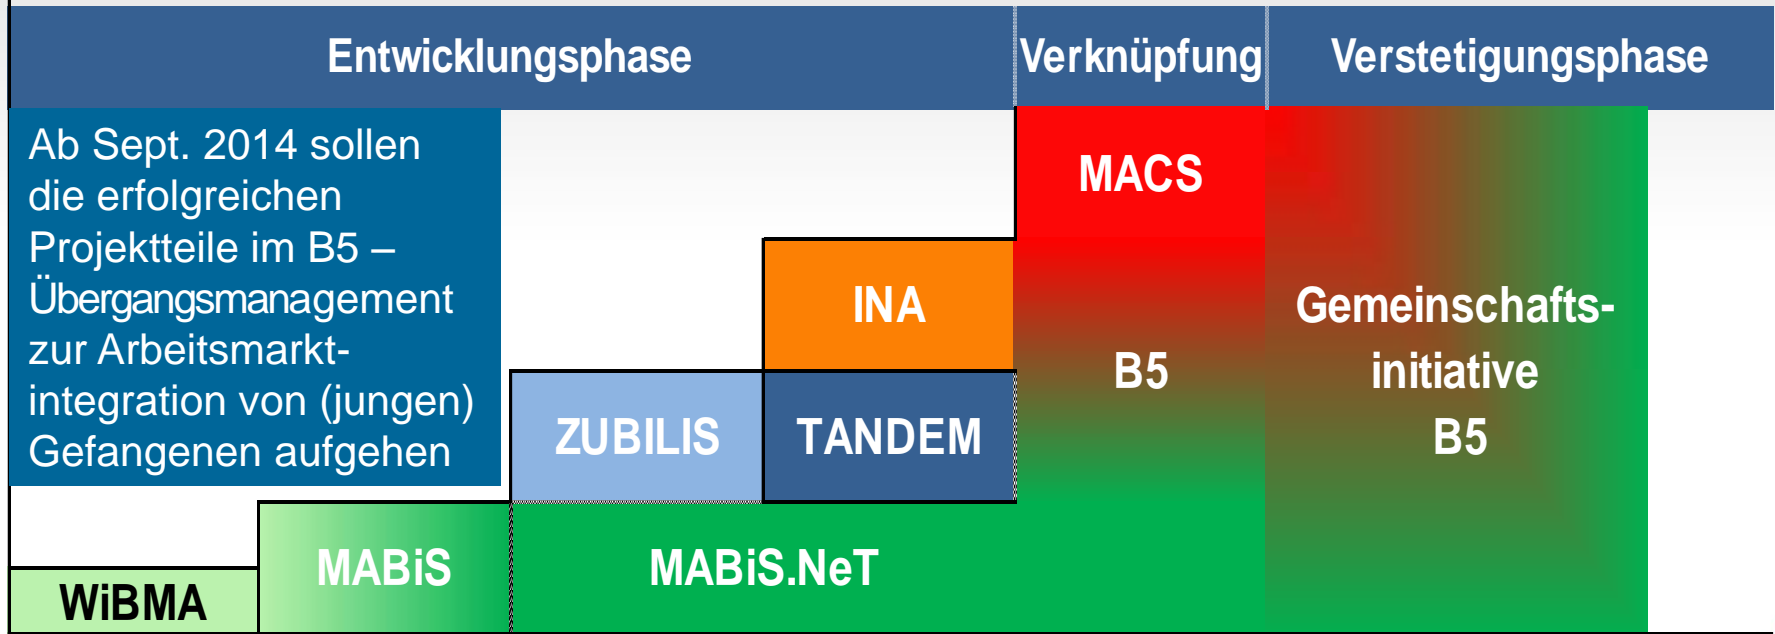 Entwicklungsphase
Verknüpfung
Verstetigungsphase
Ab Sept. 2014 sollen
die erfolgreichen
Projektteile im B5 –
Übergangsmanagement
zur Arbeitsmarkt-
integration von (jungen)
Gefangenen aufgehen
MACS
INA
B5
Gemeinschafts-
initiative
B5
ZUBILIS
TANDEM
MABiS
MABiS.NeT
WiBMA